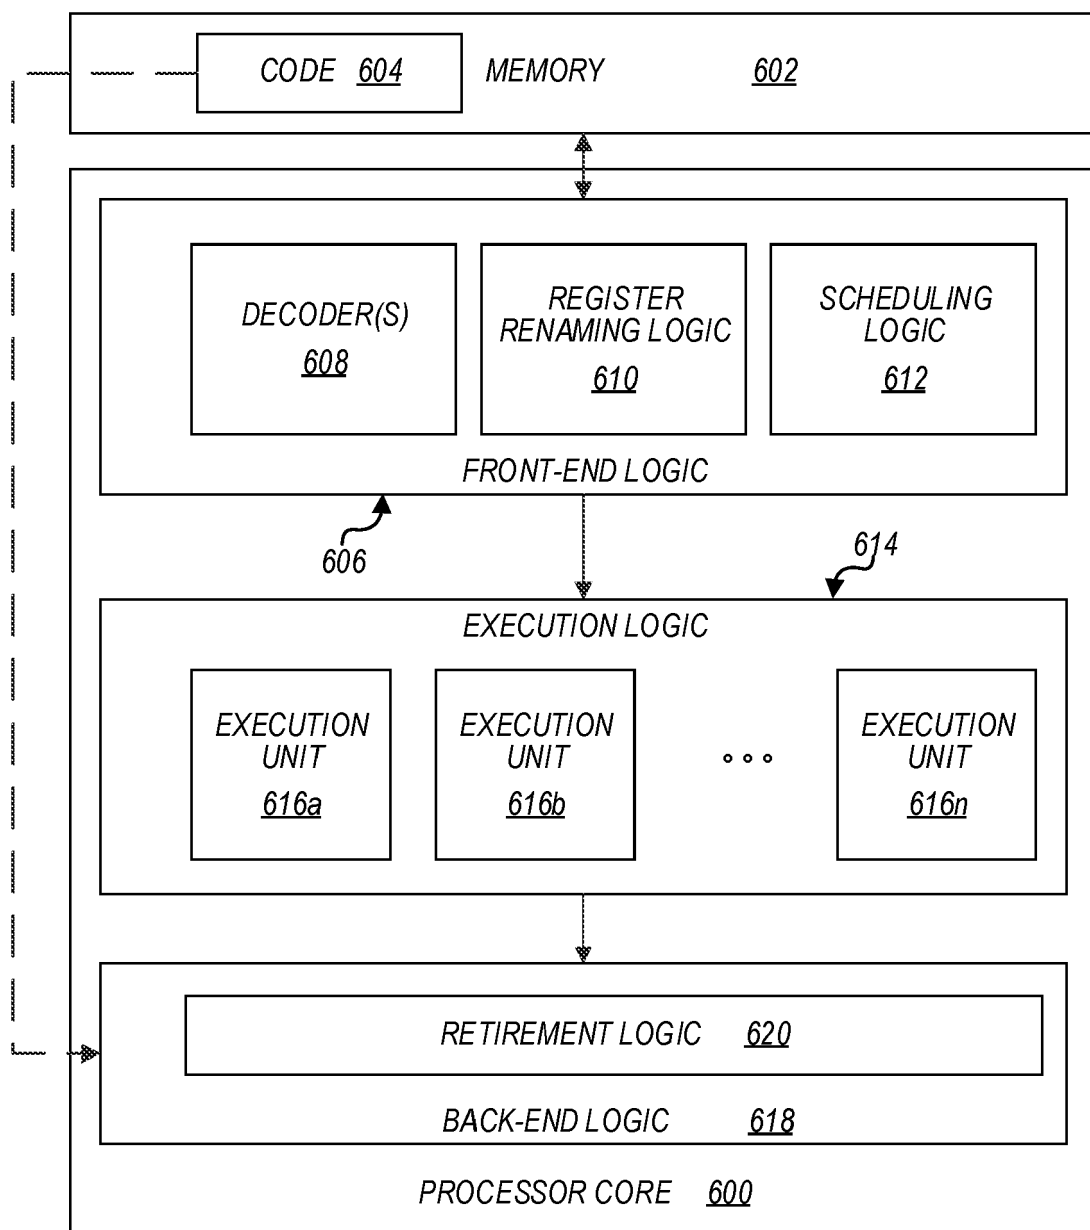 CODE 604 MEMORY 602
DECODER(S)
608
REGISTER
RENAMING LOGIC
610
SCHEDULING
LOGIC
612
FRONT-END LOGIC
606
614
EXECUTION LOGIC
EXECUTION
UNIT
616a
EXECUTION
UNIT
616b
EXECUTION
UNIT
616n
RETIREMENT LOGIC 620
BACK-END LOGIC 618
PROCESSOR CORE 600